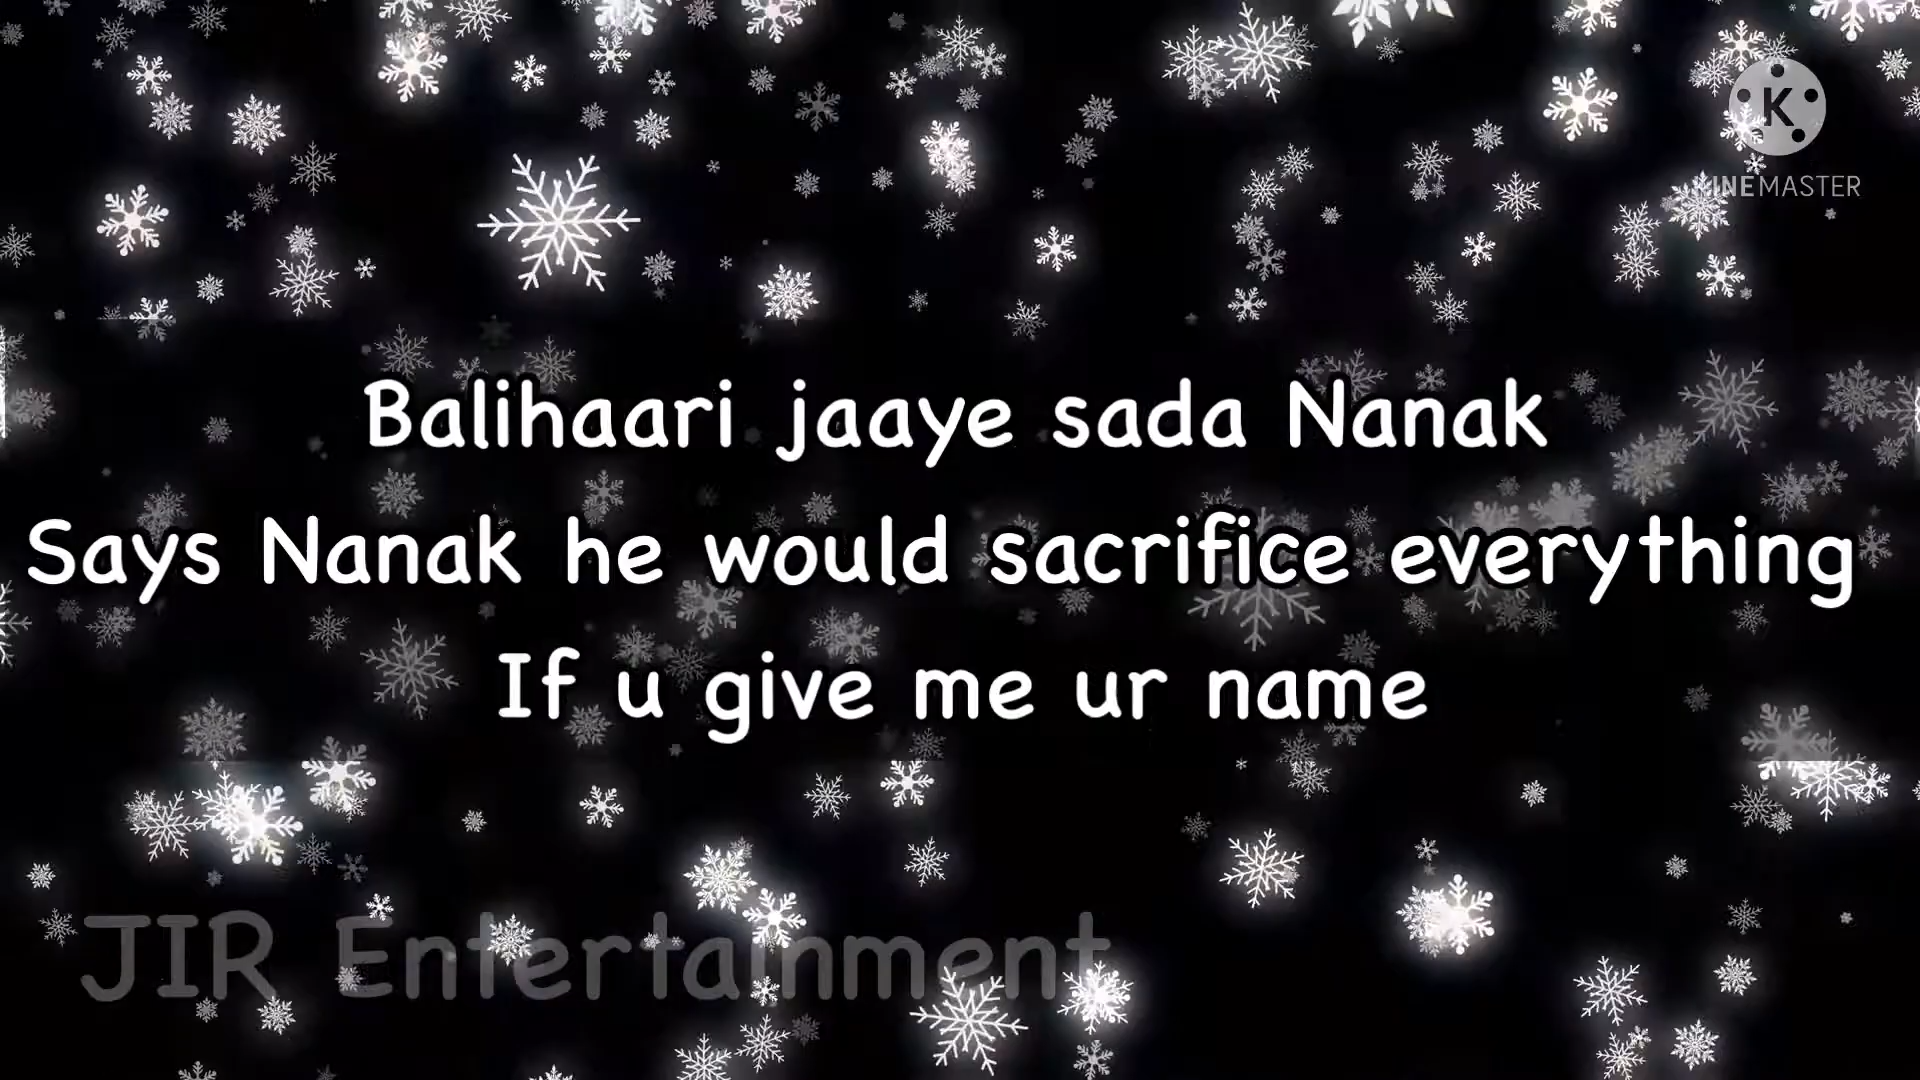 K
KINEMASTER
Balihaari jaaye sada Nanak
Says Nanak he would sacrifice everything
If u give me ur name
JIR Entertainment